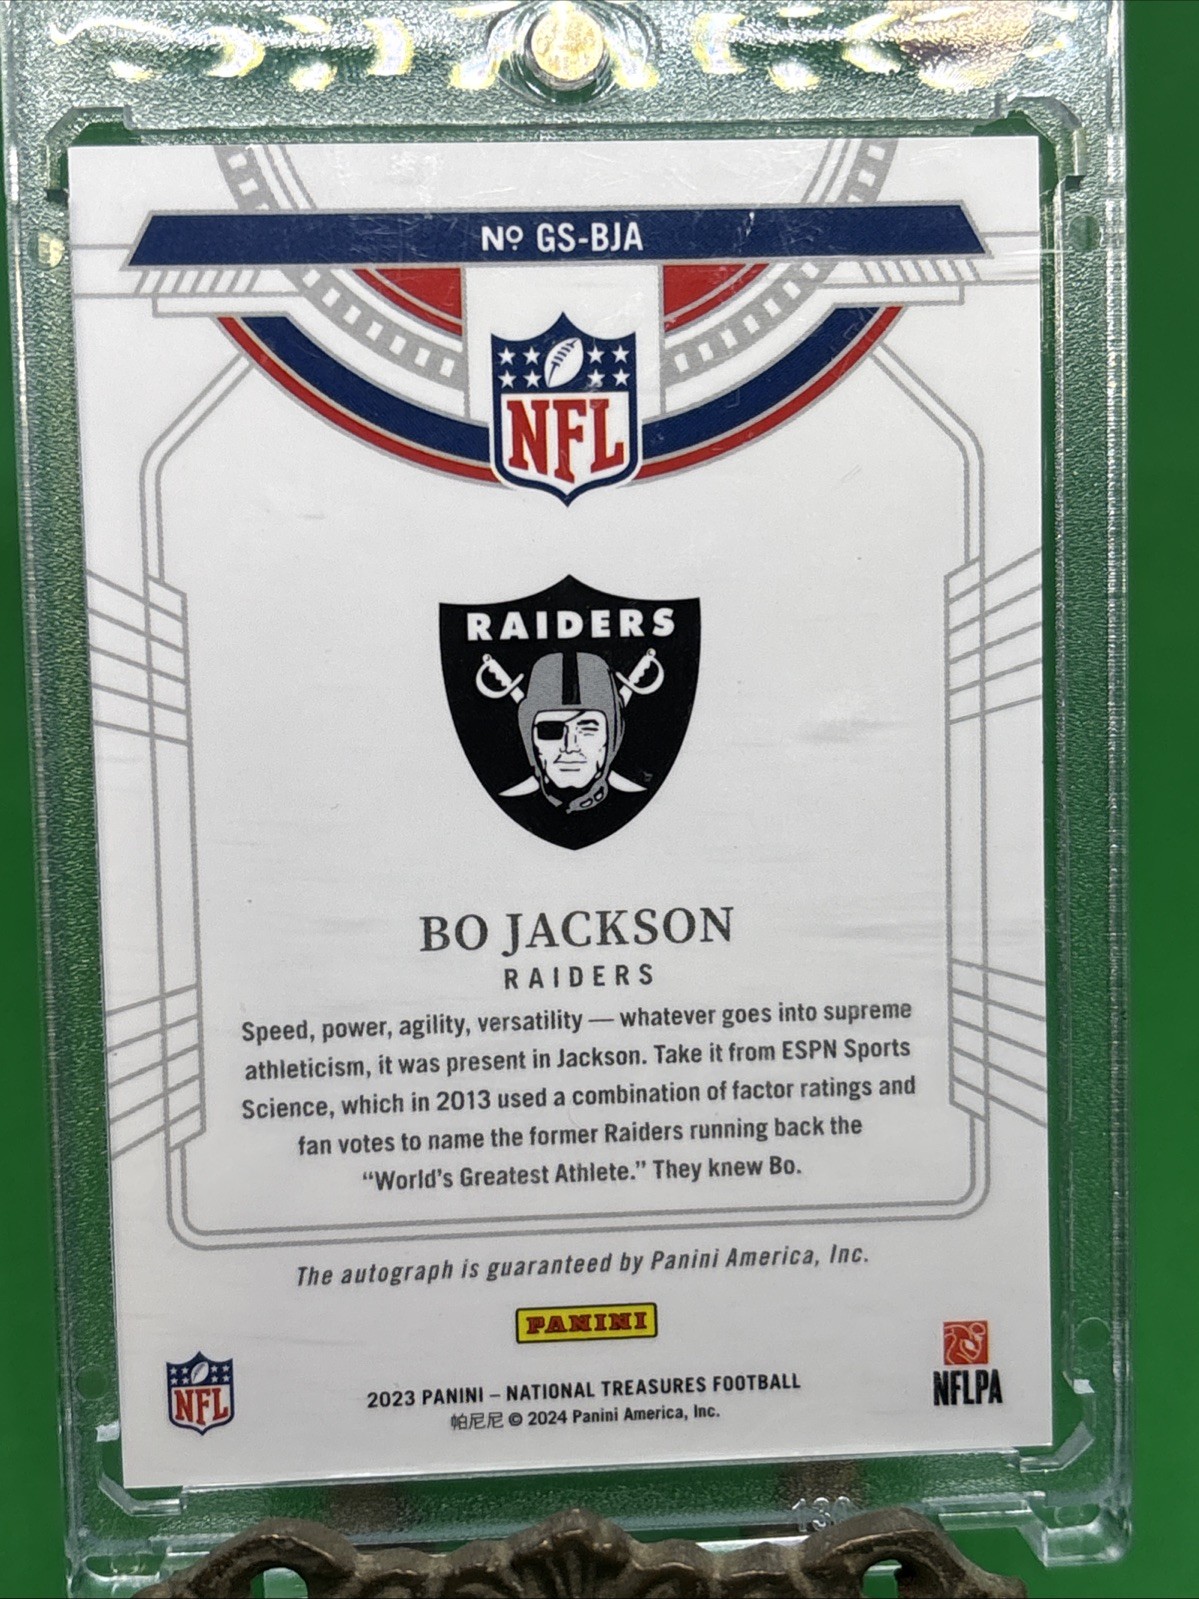 Nº GS-BJA
NFL
RAIDERS
BO JACKSON
RAIDERS
Speed, power, agility, versatility — whatever goes into supreme
athleticism, it was present in Jackson. Take it from ESPN Sports
Science, which in 2013 used a combination of factor ratings and
fan votes to name the former Raiders running back the
“World's Greatest Athlete.” They knew Bo.
The autograph is guaranteed by Panini America, Inc.
PANINI
NFL
NFLPA
2023 PANINI – NATIONAL TREASURES FOOTBALL
帕尼尼 © 2024 Panini America, Inc.